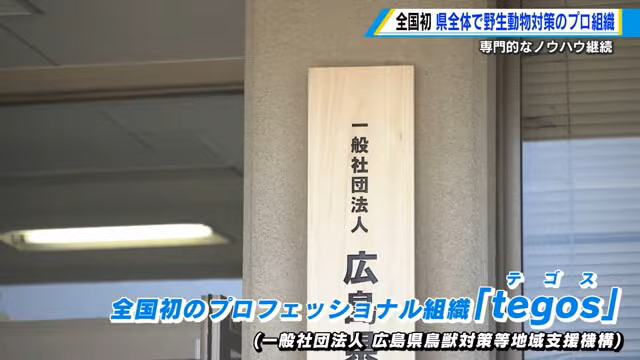 全国初 県全体で野生動物対策のプロ組織
専門的なノウハウ継続
一般社団法人
広島県
テゴス
全国初のプロフェッショナル組織「tegos」
(一般社団法人 広島県鳥獣対策等地域支援機構)